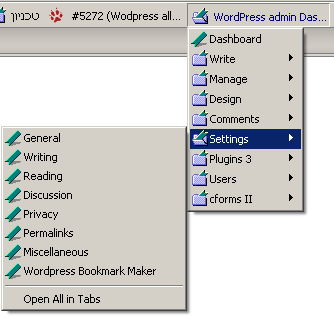 טכניון #5272 (Wodpress all... WordPress admin Das...
Dashboard
Write
Manage
Design
Comments
Settings
Plugins 3
Users
cforms II
General
Writing
Reading
Discussion
Privacy
Permalinks
Miscellaneous
Wordpress Bookmark Maker
Open All in Tabs